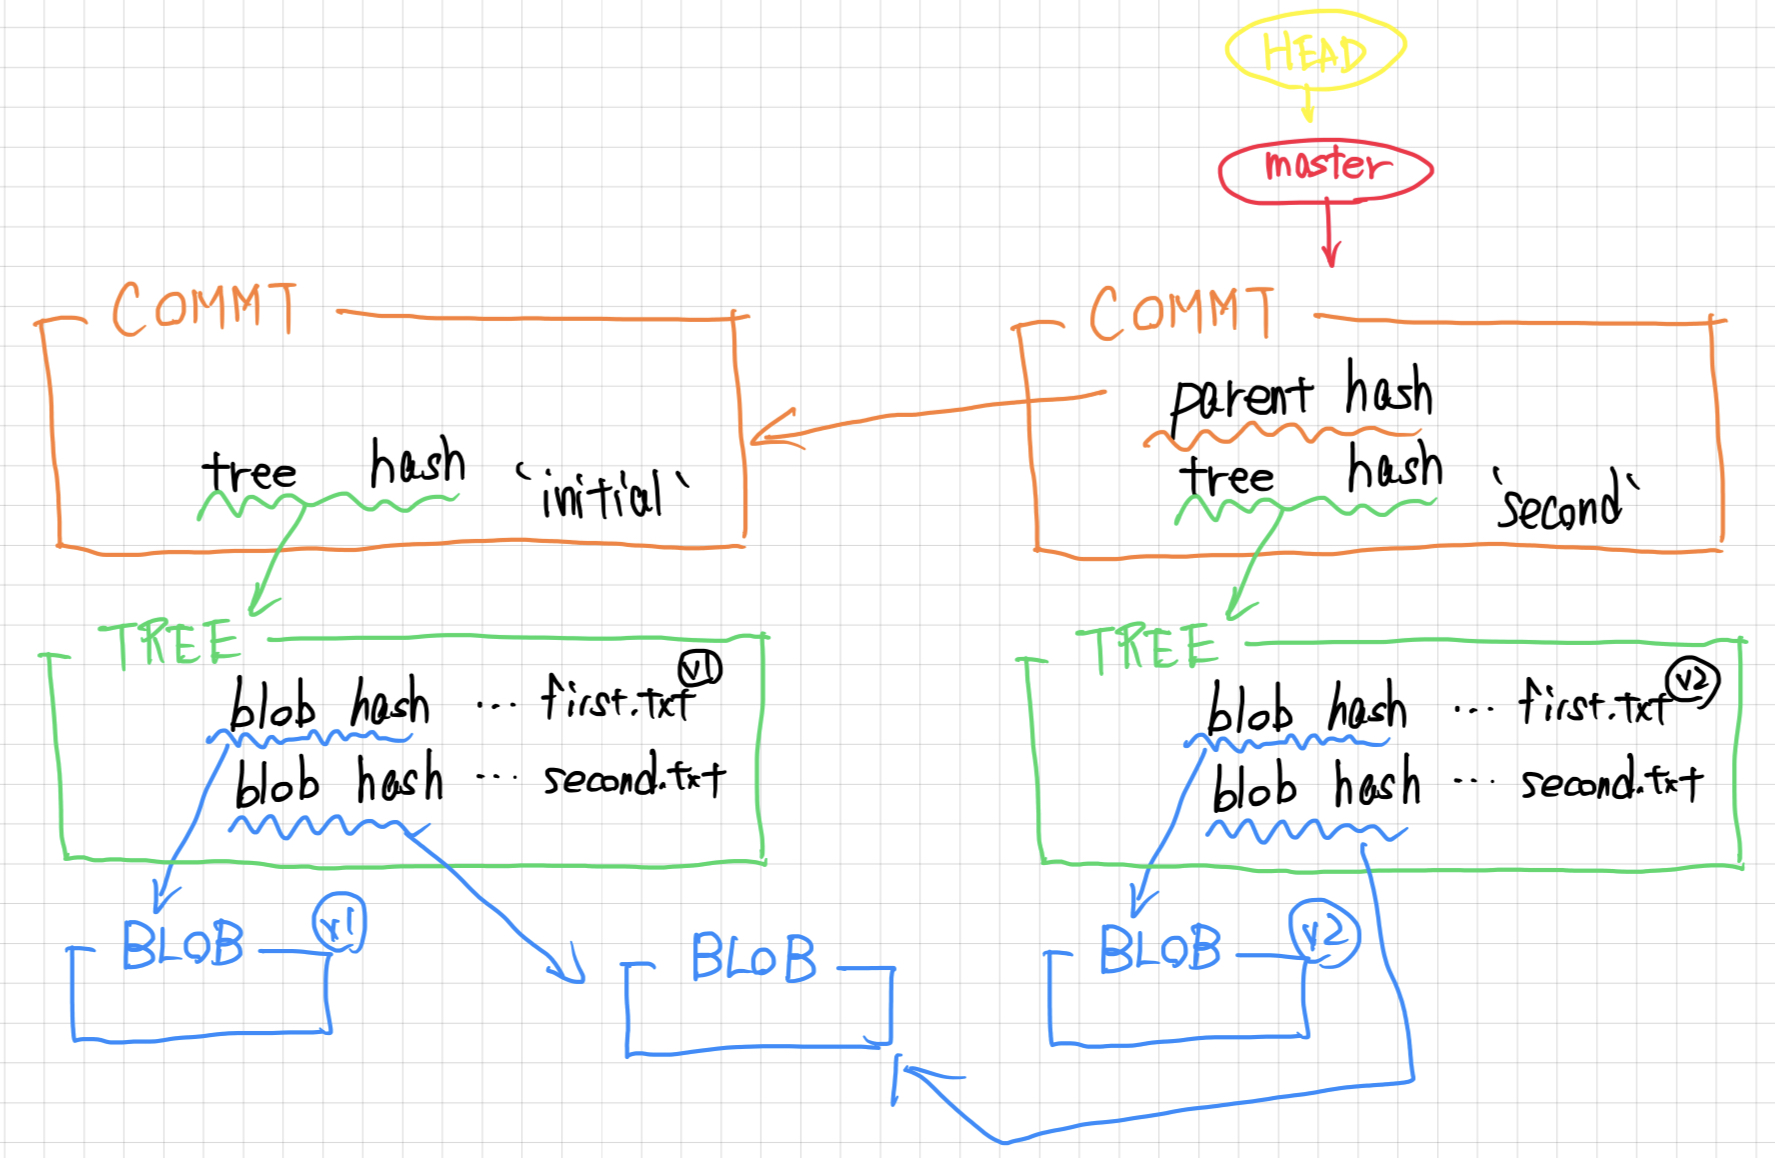 HEAD
master
COMMT
tree hash 'initial'
COMMT
parent hash
tree hash 'second'
TREE
blob hash ... first.txt v1
blob hash ... second.txt
TREE
blob hash ... first.txt v2
blob hash ... second.txt
BLOB v1
BLOB
BLOB v2